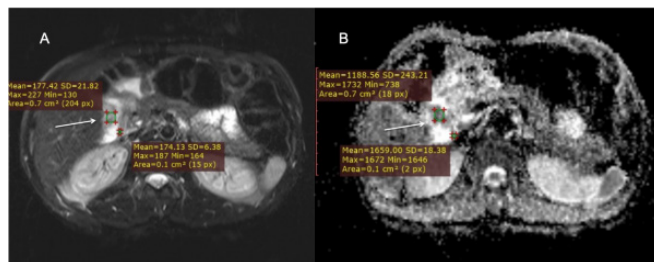 A
Mean=177.42 SD=21.82
Max=227 Min=130
Area=0.7 cm² (204 px)
Mean=174.13 SD=6.38
Max=187 Min=164
Area=0.1 cm² (15 px)
B
Mean=1188.56 SD=243.21
Max=1732 Min=738
Area=0.7 cm² (18 px)
Mean=1659.00 SD=18.38
Max=1672 Min=1646
Area=0.1 cm² (2 px)